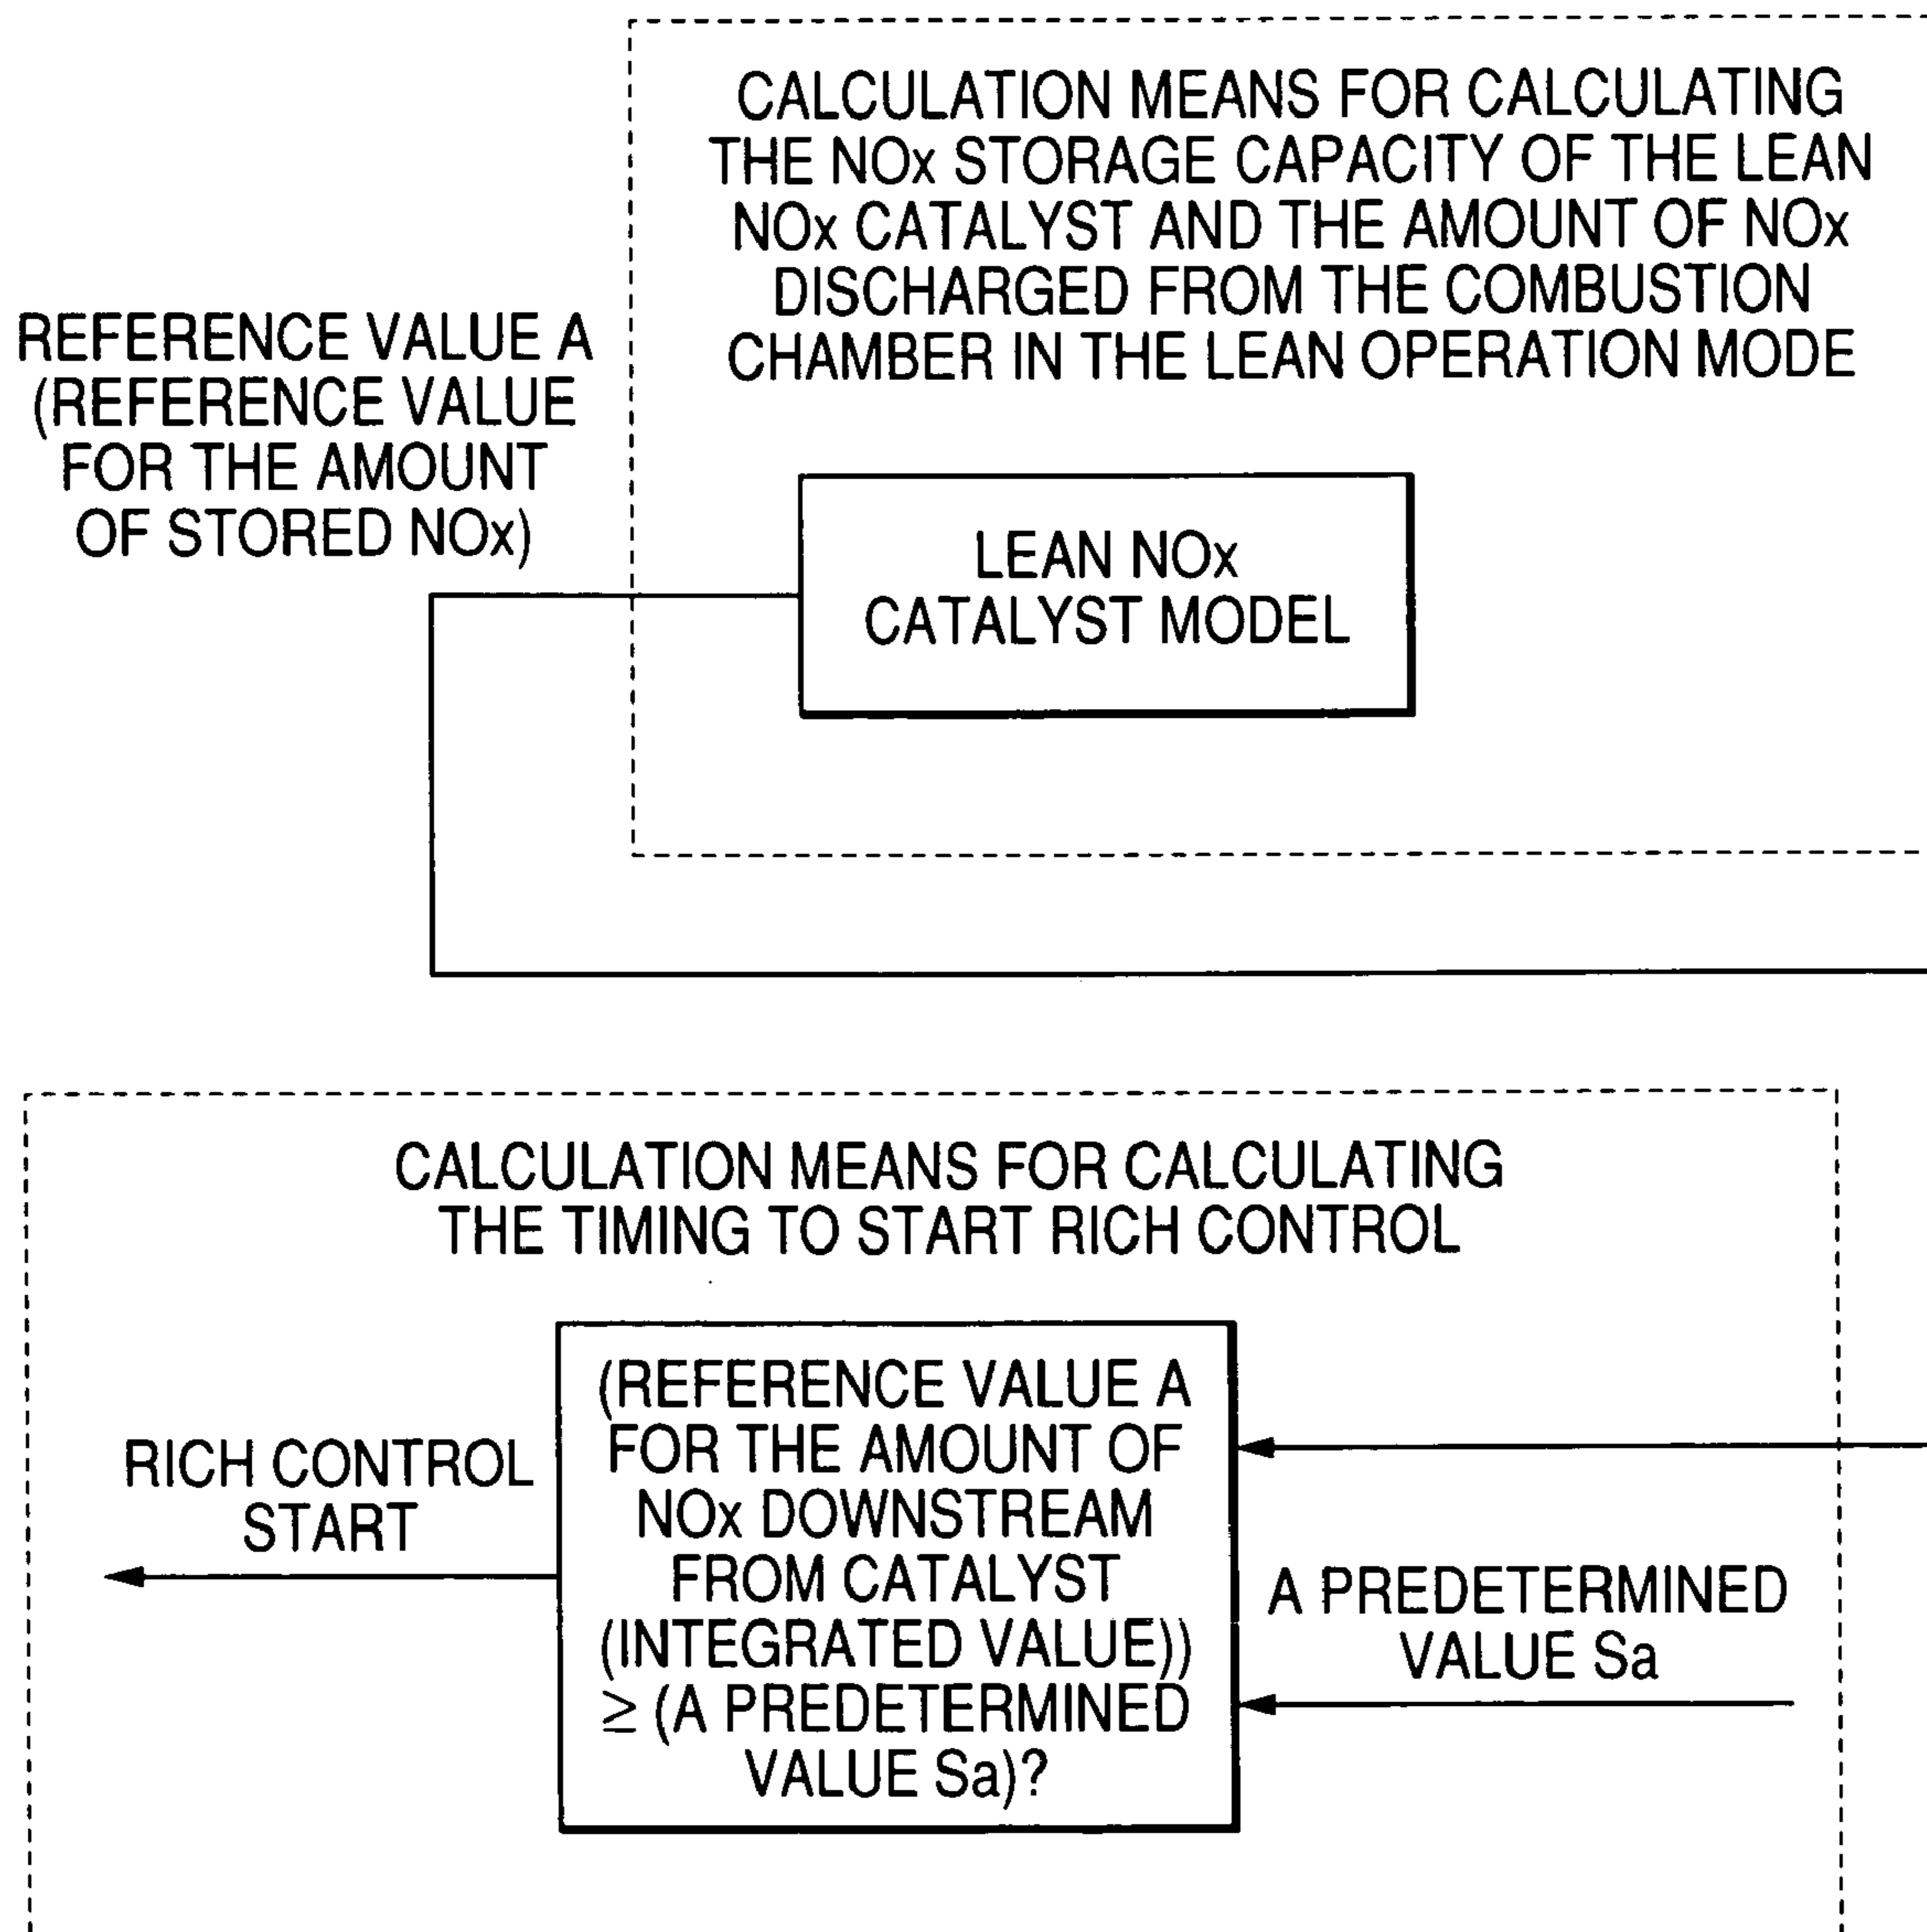 CALCULATION MEANS FOR CALCULATING
THE NOx STORAGE CAPACITY OF THE LEAN
NOx CATALYST AND THE AMOUNT OF NOx
DISCHARGED FROM THE COMBUSTION
CHAMBER IN THE LEAN OPERATION MODE
REFERENCE VALUE A
(REFERENCE VALUE
FOR THE AMOUNT
OF STORED NOx)
LEAN NOx
CATALYST MODEL
CALCULATION MEANS FOR CALCULATING
THE TIMING TO START RICH CONTROL
RICH CONTROL
START
(REFERENCE VALUE A
FOR THE AMOUNT OF
NOx DOWNSTREAM
FROM CATALYST
(INTEGRATED VALUE))
≥ (A PREDETERMINED
VALUE Sa)?
A PREDETERMINED
VALUE Sa